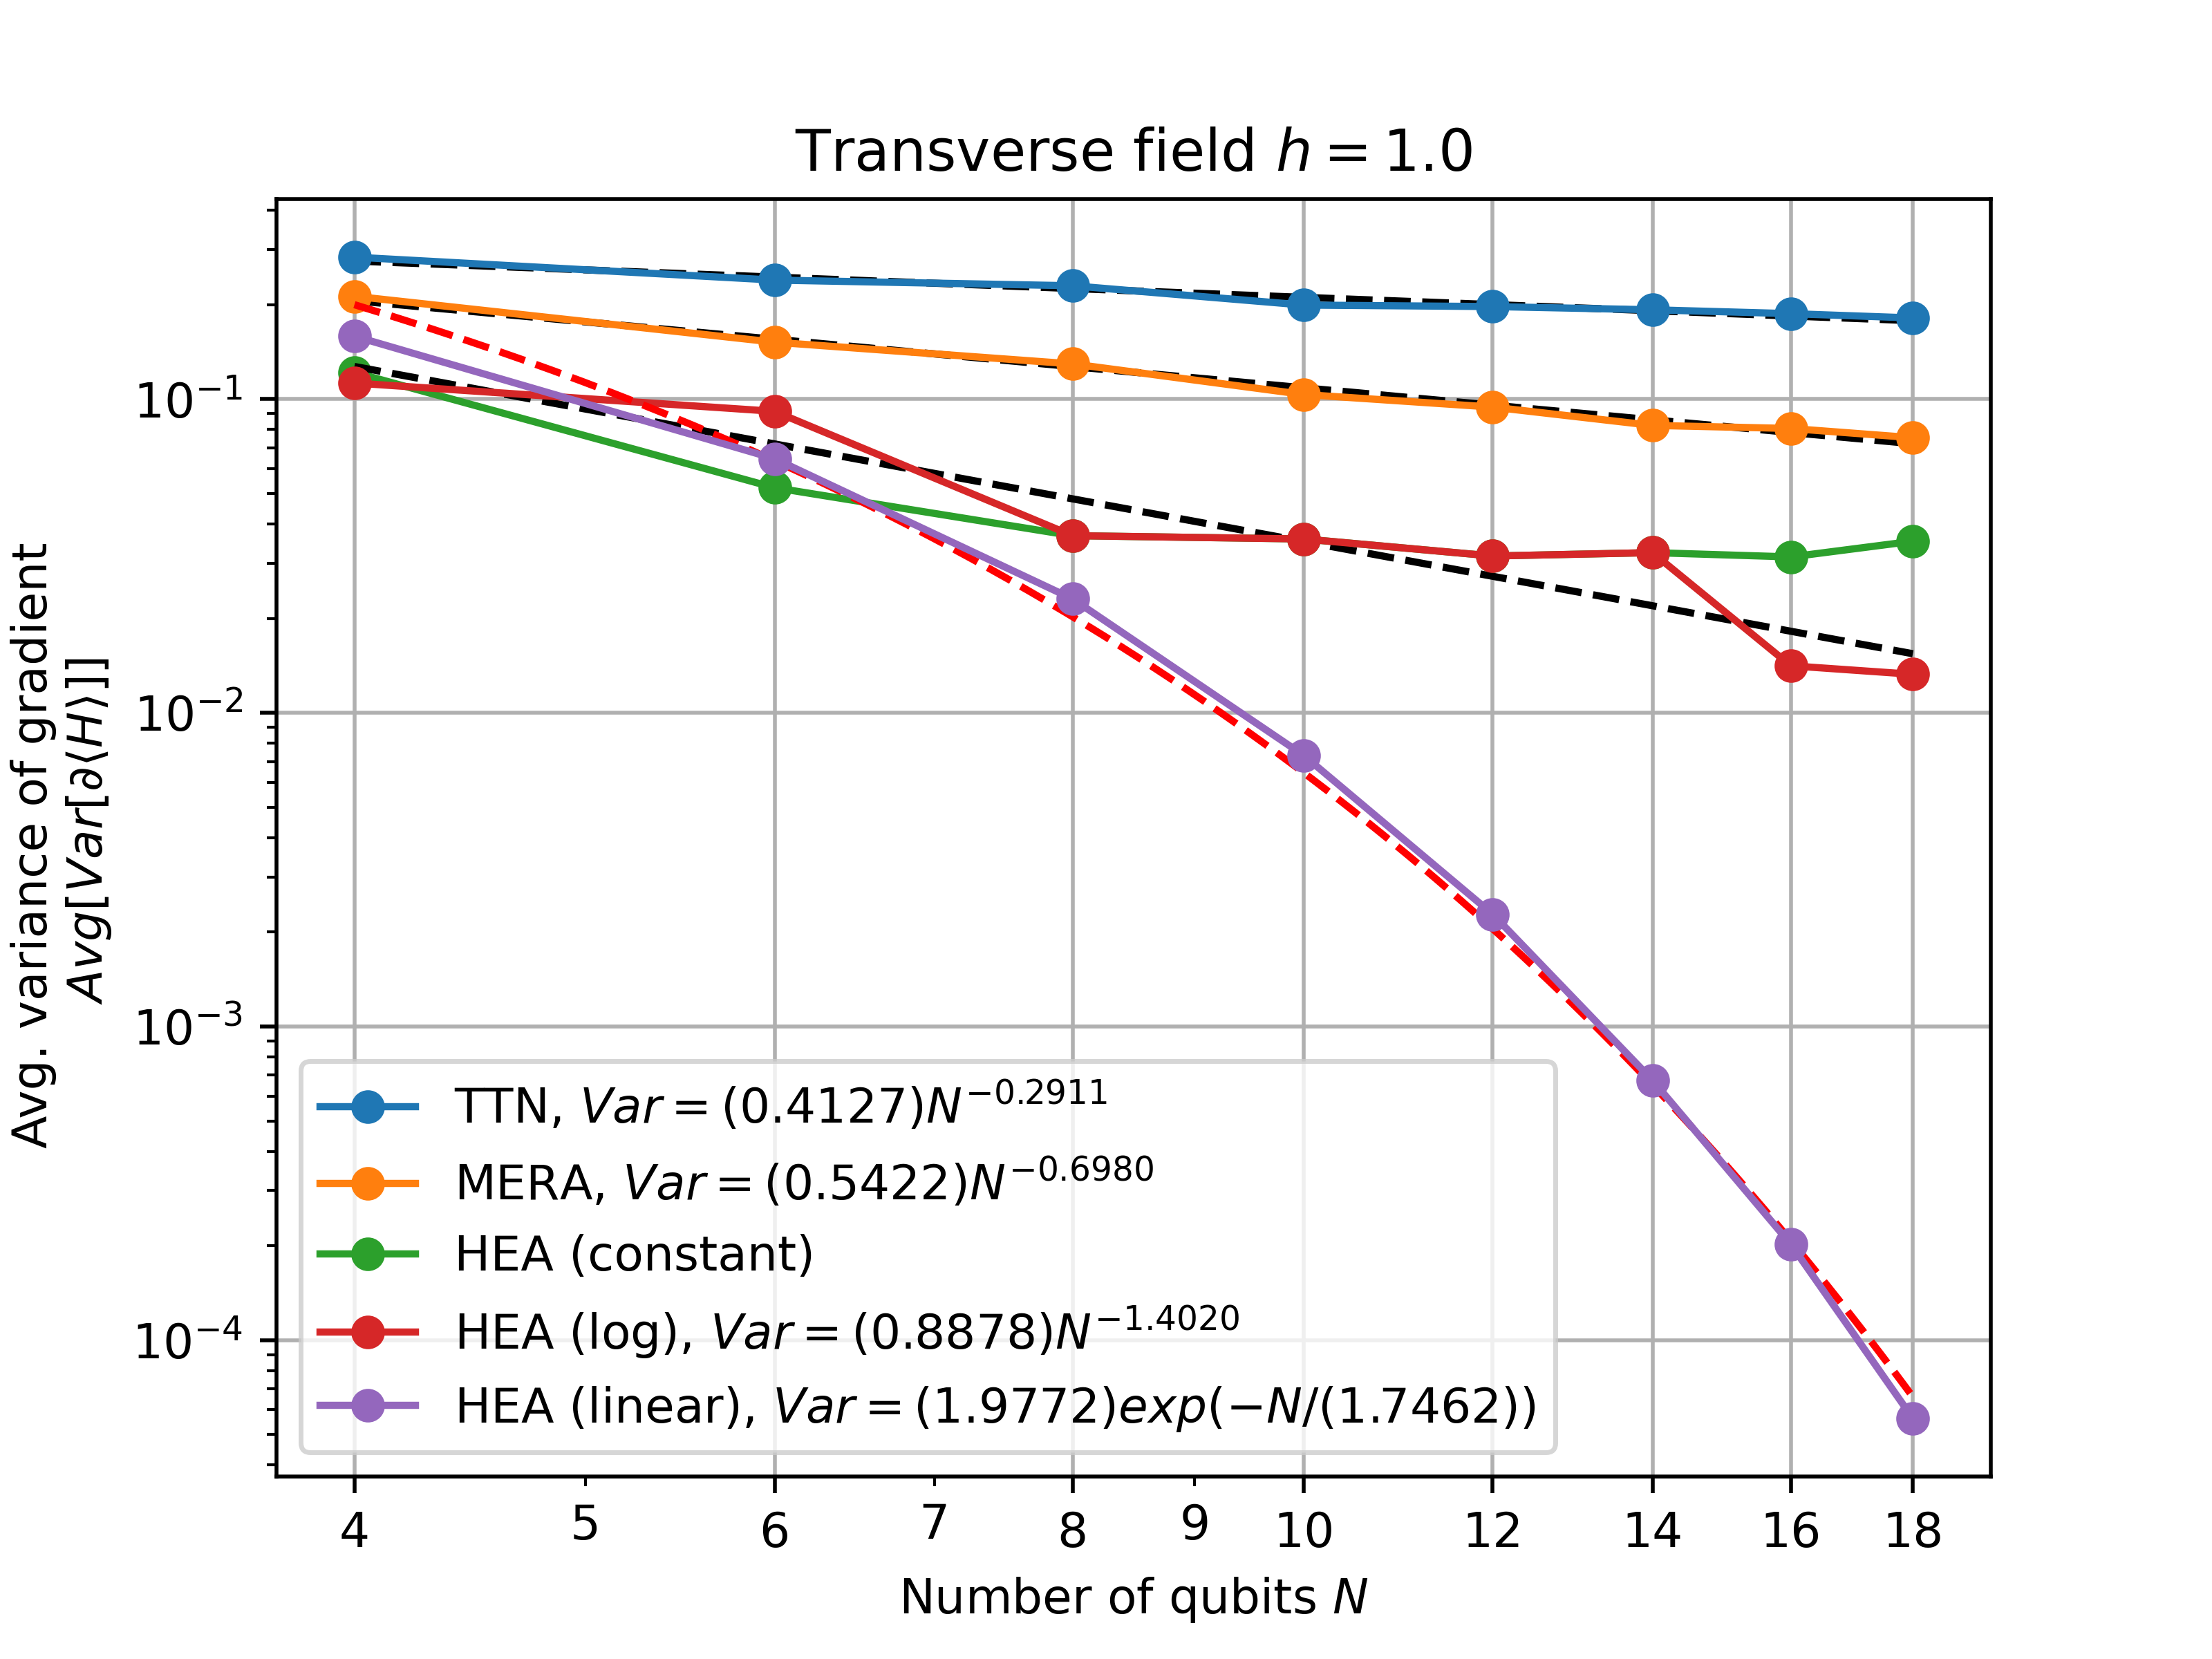 Transverse field h = 1.0
Avg. variance of gradient
Avg[Var[∂⟨H⟩]]
10⁻¹
10⁻²
10⁻³
10⁻⁴
TTN, Var = (0.4127)N^−0.2911
MERA, Var = (0.5422)N^−0.6980
HEA (constant)
HEA (log), Var = (0.8878)N^−1.4020
HEA (linear), Var = (1.9772)exp(−N/(1.7462))
4 5 6 7 8 9 10 12 14 16 18
Number of qubits N